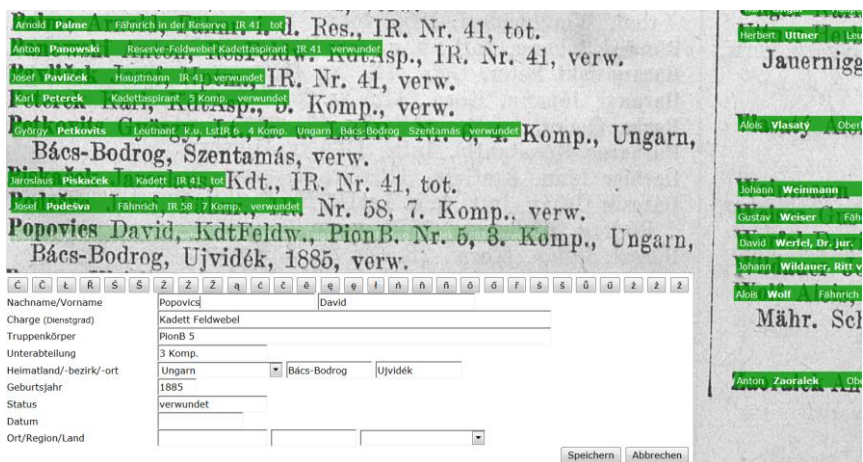 Arnold Palme Fähnrich in der Reserve IR 41 tot d. Res., IR. Nr. 41, tot.
Anton Panowski Reserve-Feldwebel Kadettaspirant IR 41 verwundet Asp., IR. Nr. 41, verw.
Josef Pavlíček Hauptmann IR 41 verwundet IR. Nr. 41, verw.
Karl Peterek Kadettaspirant 5 Komp. verwundet Komp., verw.
György Petkovits Leutnant k.u. LstIR 6 4 Komp. Ungarn Bács-Bodrog Szentamás verwundet Komp., Ungarn,
Bács-Bodrog, Szentamás, verw.
Jaroslaus Piskaček Kadett IR 41 tot Kdt., IR. Nr. 41, tot.
Josef Podešva Fähnrich IR 58 7 Komp. verwundet Nr. 58, 7. Komp., verw.
Popovics David, KdtFeldw., PionB. Nr. 5, 3. Komp., Ungarn,
Bács-Bodrog, Ujvidék, 1885, verw.
Nachname/Vorname Popovics David
Charge (Dienstgrad) Kadett Feldwebel
Truppenkörper PionB 5
Unterabteilung 3 Komp.
Heimatland/-bezirk/-ort Ungarn Bács-Bodrog Ujvidék
Geburtsjahr 1885
Status verwundet
Datum
Ort/Region/Land
Speichern Abbrechen
Herbert Uttner Leu
Jauernigg
Alois Vlasatý Oberl
Johann Weinmann
Gustav Weiser Fäh
David Werfel, Dr. jur.
Johann Wildauer, Ritt v
Alois Wolf Fähnrich
Mähr. Sch
Anton Zaoralek Obe